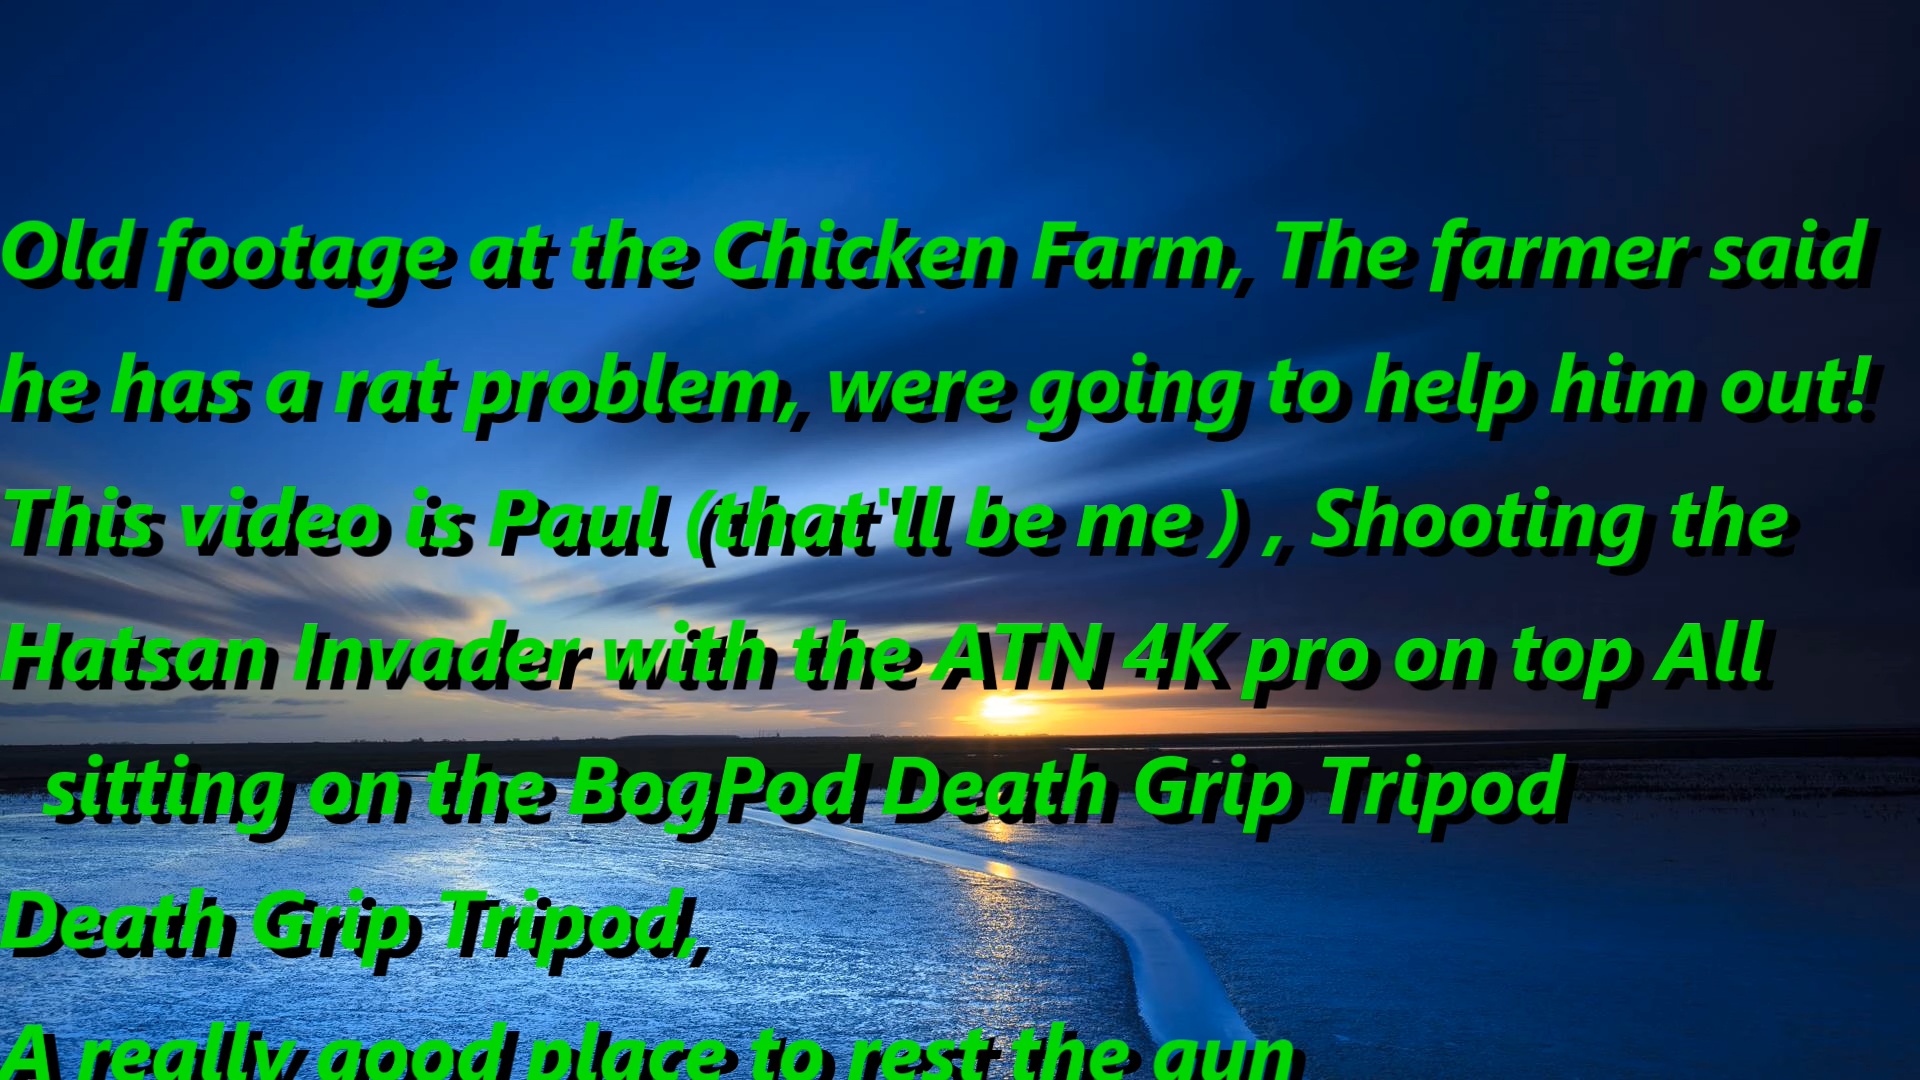 Old footage at the Chicken Farm, The farmer said
he has a rat problem, were going to help him out!
This video is Paul (that'll be me ) , Shooting the
Hatsan Invader with the ATN 4K pro on top All
sitting on the BogPod Death Grip Tripod
Death Grip Tripod,
A really good place to rest the gun